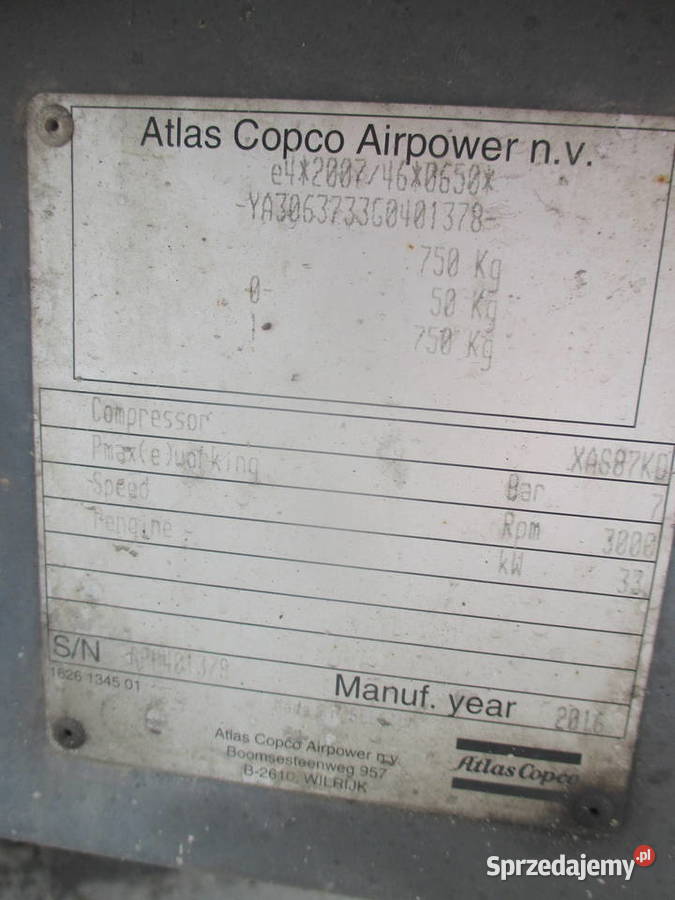 Atlas Copco Airpower n.v.
e4*2007/46*0650*
-YA3063733G0401378-
750 Kg
0- 50 Kg
1- 750 Kg
Compressor XAS87KD
Pmax(e)working Bar 7
Speed Rpm 3000
Pengine kW 33
S/N
1626 1345 01
Manuf. year 2016
Atlas Copco Airpower n.v.
Boomsesteenweg 957
B-2610, WILRIJK
Atlas Copco
Sprzedajemy.pl